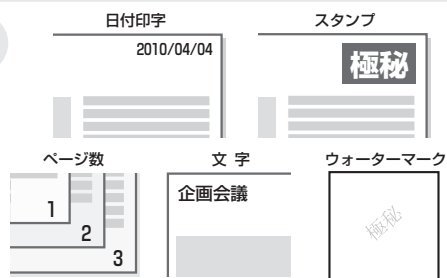 日付印字
2010/04/04
スタンプ
極秘
ページ数
1
2
3
文 字
企画会議
ウォーターマーク
極秘